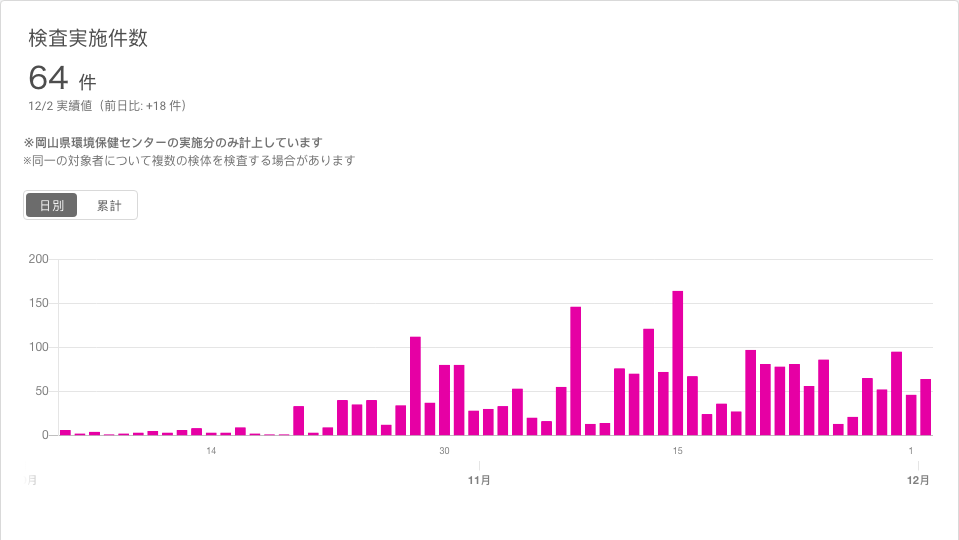 検査実施件数
64 件
12/2 実績値（前日比: +18 件）
※岡山県環境保健センターの実施分のみ計上しています
※同一の対象者について複数の検体を検査する場合があります
日別 累計
200
150
100
50
0
14 30 15 1
月 11月 12月